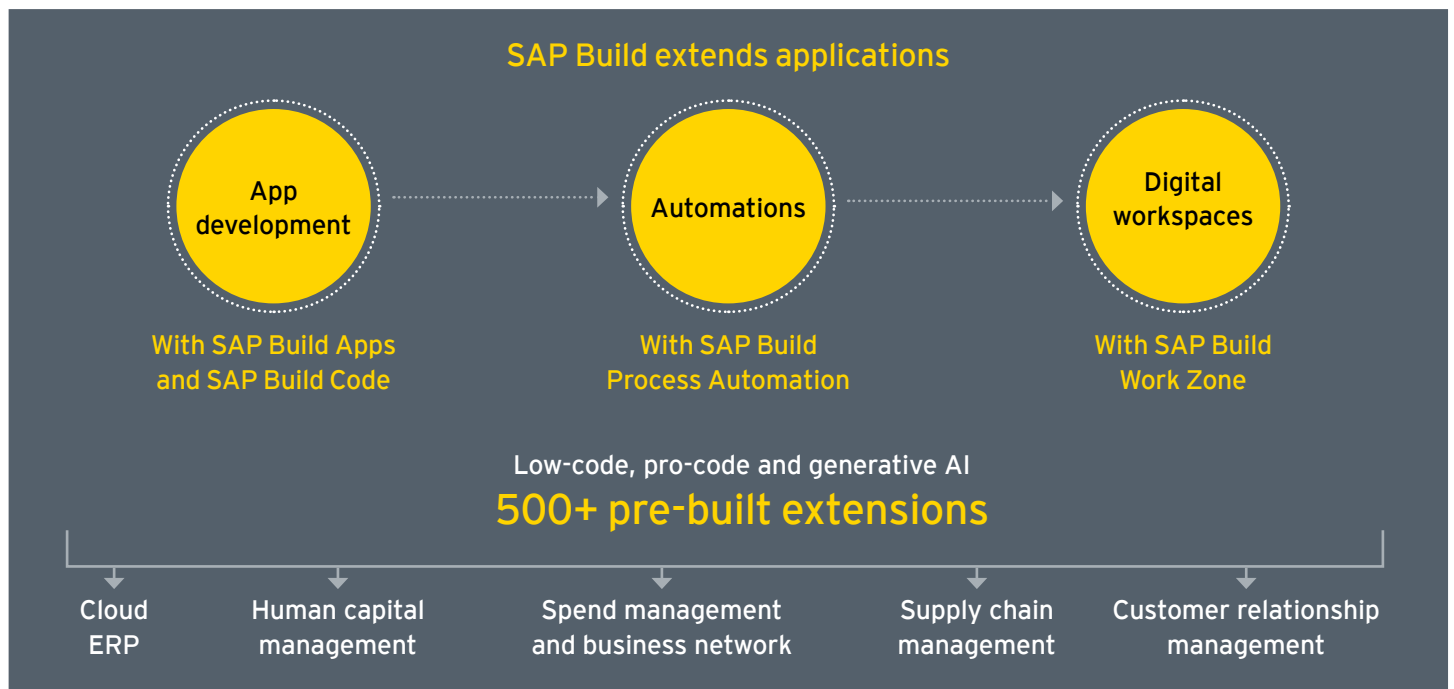 SAP Build extends applications
App
development
Automations
Digital
workspaces
With SAP Build Apps
and SAP Build Code
With SAP Build
Process Automation
With SAP Build
Work Zone
Low-code, pro-code and generative AI
500+ pre-built extensions
Cloud
ERP
Human capital
management
Spend management
and business network
Supply chain
management
Customer relationship
management